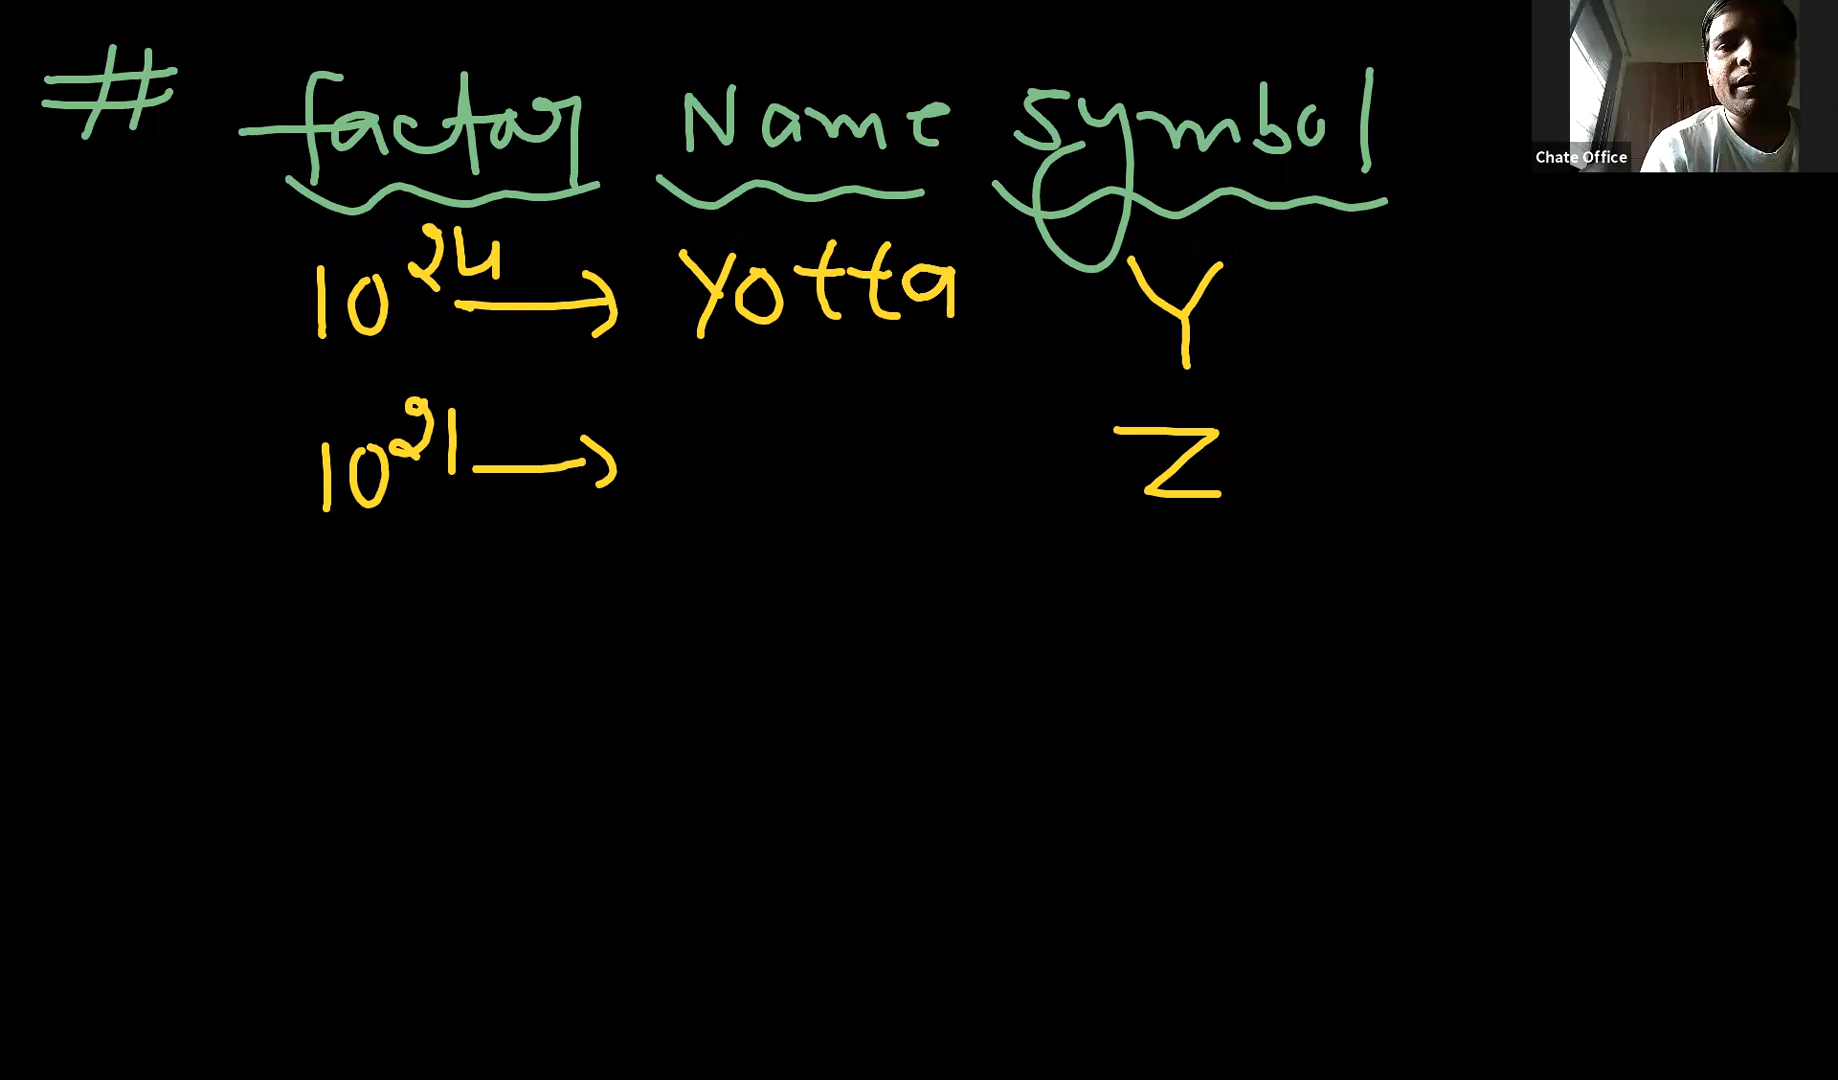 # factor Name Symbol
10^24 → Yotta Y
10^21 → Z
Chate Office